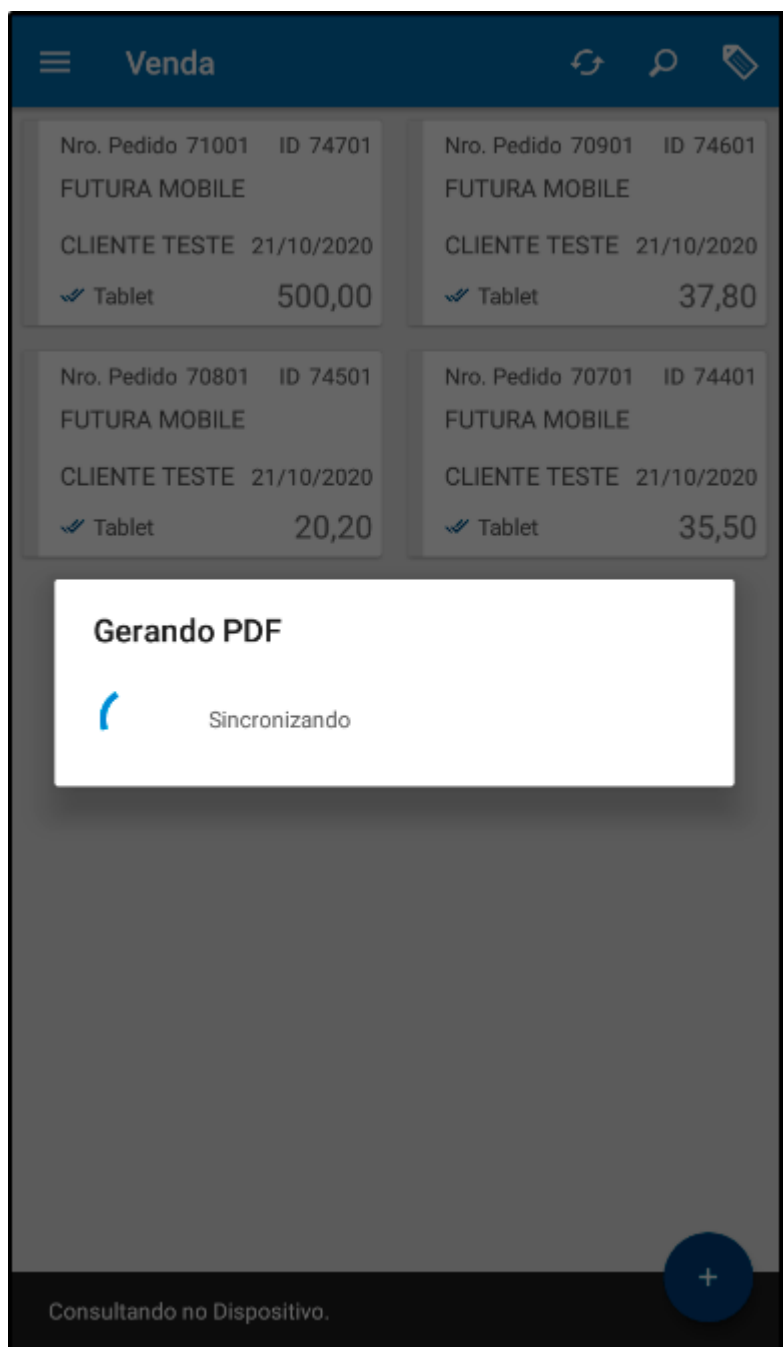 Venda
Nro. Pedido 71001 ID 74701
FUTURA MOBILE
CLIENTE TESTE 21/10/2020
Tablet 500,00
Nro. Pedido 70901 ID 74601
FUTURA MOBILE
CLIENTE TESTE 21/10/2020
Tablet 37,80
Nro. Pedido 70801 ID 74501
FUTURA MOBILE
CLIENTE TESTE 21/10/2020
Tablet 20,20
Nro. Pedido 70701 ID 74401
FUTURA MOBILE
CLIENTE TESTE 21/10/2020
Tablet 35,50
Gerando PDF
Sincronizando
+
Consultando no Dispositivo.